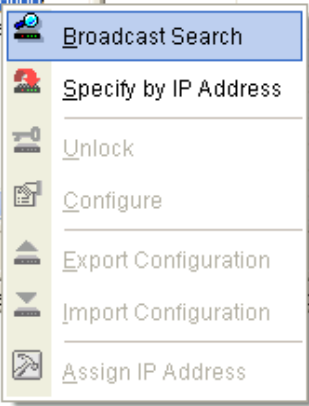 Broadcast Search
Specify by IP Address
Unlock
Configure
Export Configuration
Import Configuration
Assign IP Address